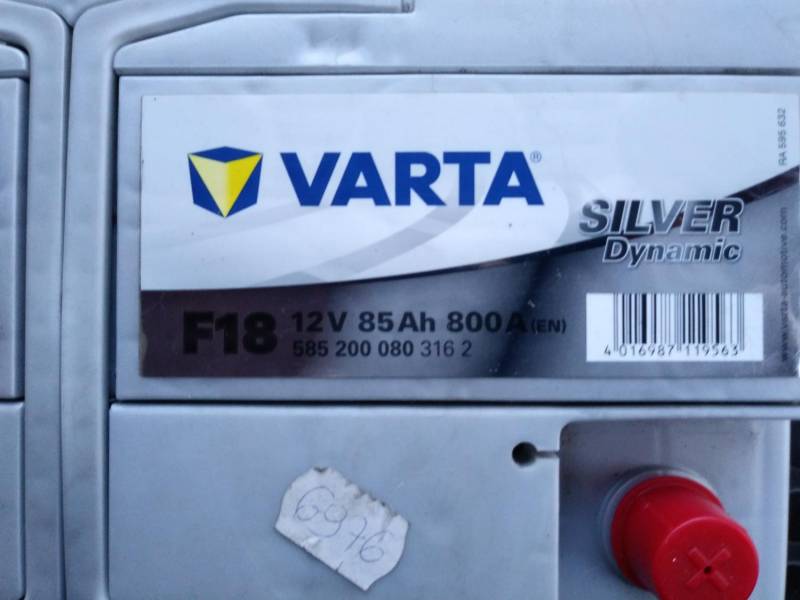 VARTA®
SILVER
Dynamic
F18 12V 85Ah 800A (EN)
585 200 080 316 2
4 016987 119563
RA 595 632
www.varta-automotive.com
6976